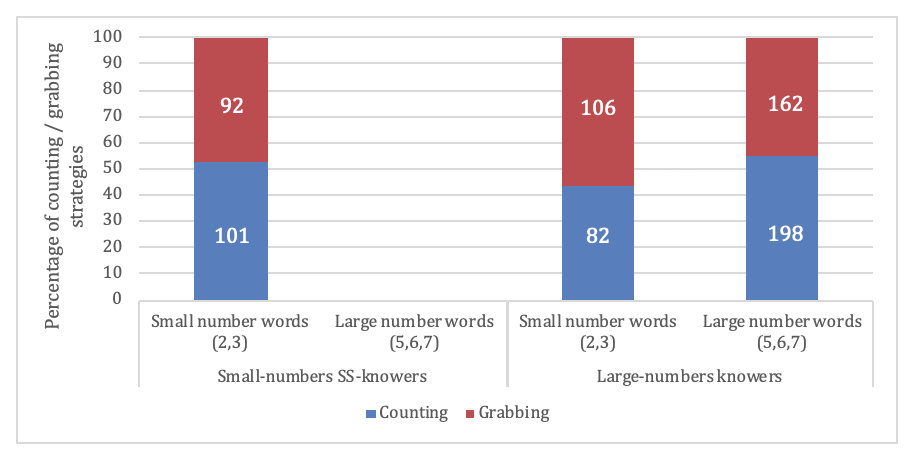 Percentage of counting / grabbing
strategies
100
90
80
70
60
50
40
30
20
10
0
92
101
106
82
162
198
Small number words
(2,3)
Large number words
(5,6,7)
Small number words
(2,3)
Large number words
(5,6,7)
Small-numbers SS-knowers
Large-numbers knowers
Counting
Grabbing